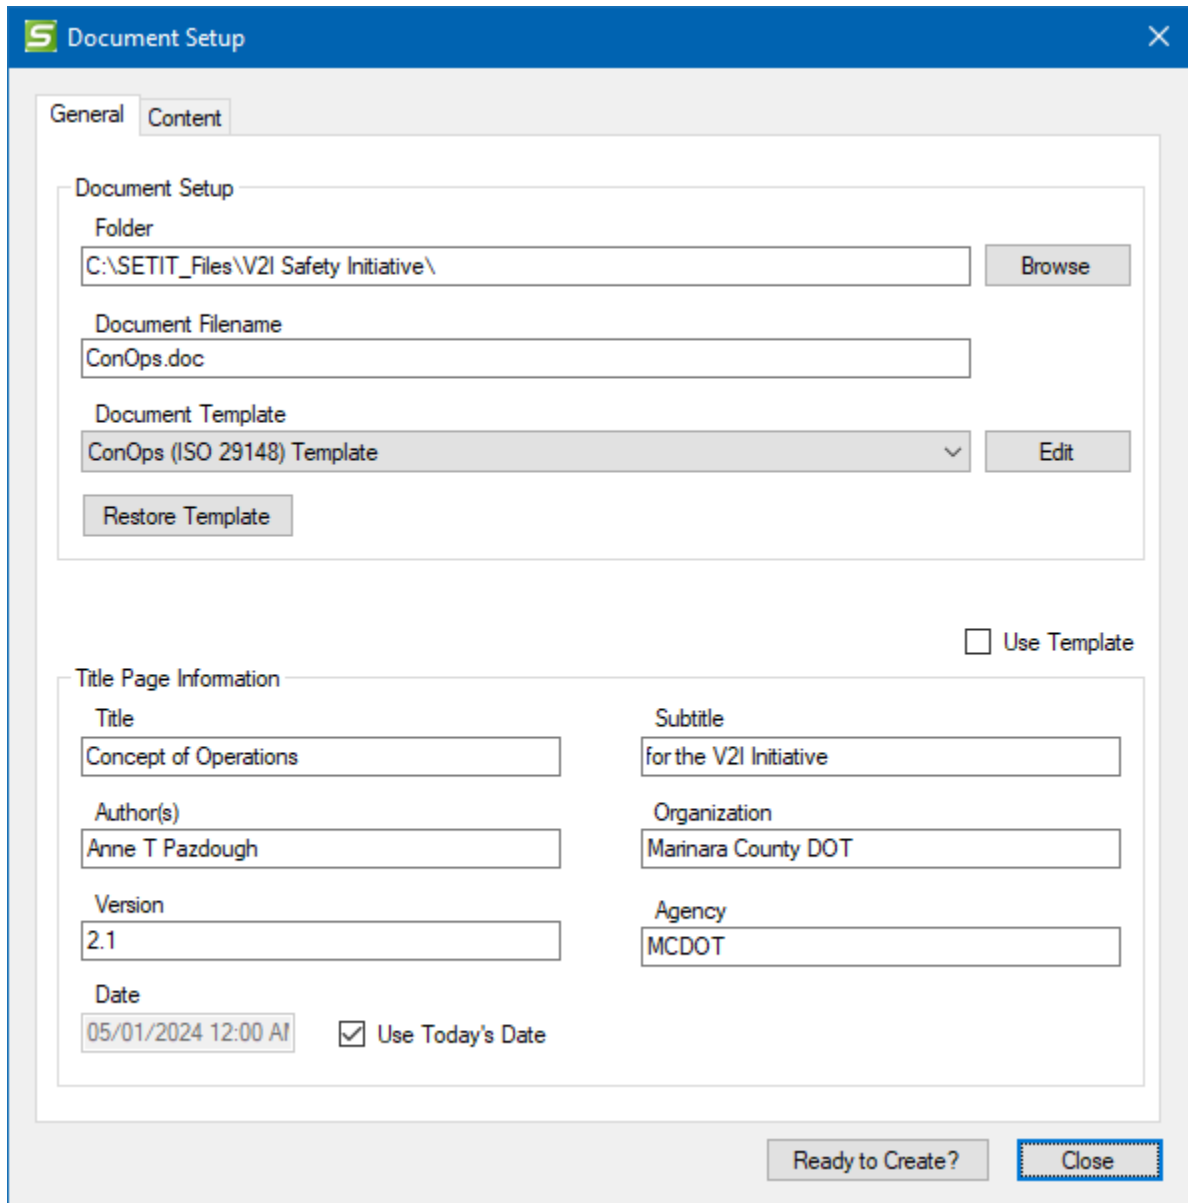 Document Setup
General
Content
Document Setup
Folder
C:\SETIT_Files\V2I Safety Initiative\
Browse
Document Filename
ConOps.doc
Document Template
ConOps (ISO 29148) Template
Edit
Restore Template
Use Template
Title Page Information
Title
Subtitle
Concept of Operations
for the V2I Initiative
Author(s)
Organization
Anne T Pazdough
Marinara County DOT
Version
Agency
2.1
MCDOT
Date
05/01/2024 12:00 AM
Use Today's Date
Ready to Create?
Close